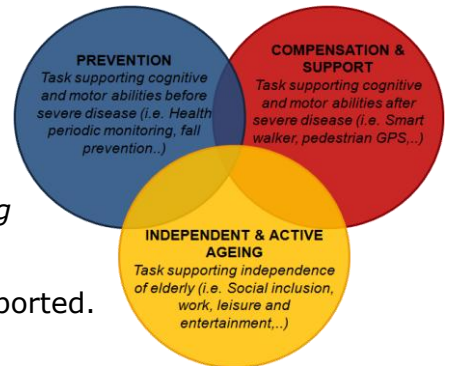 PREVENTION
Task supporting cognitive
and motor abilities before
severe disease (i.e. Health
periodic monitoring, fall
prevention..)
COMPENSATION &
SUPPORT
Task supporting cognitive
and motor abilities after
severe disease (i.e. Smart
walker, pedestrian GPS,..)
INDEPENDENT & ACTIVE
AGEING
Task supporting independence
of elderly (i.e. Social inclusion,
work, leisure and
entertainment,..)
g
ported.